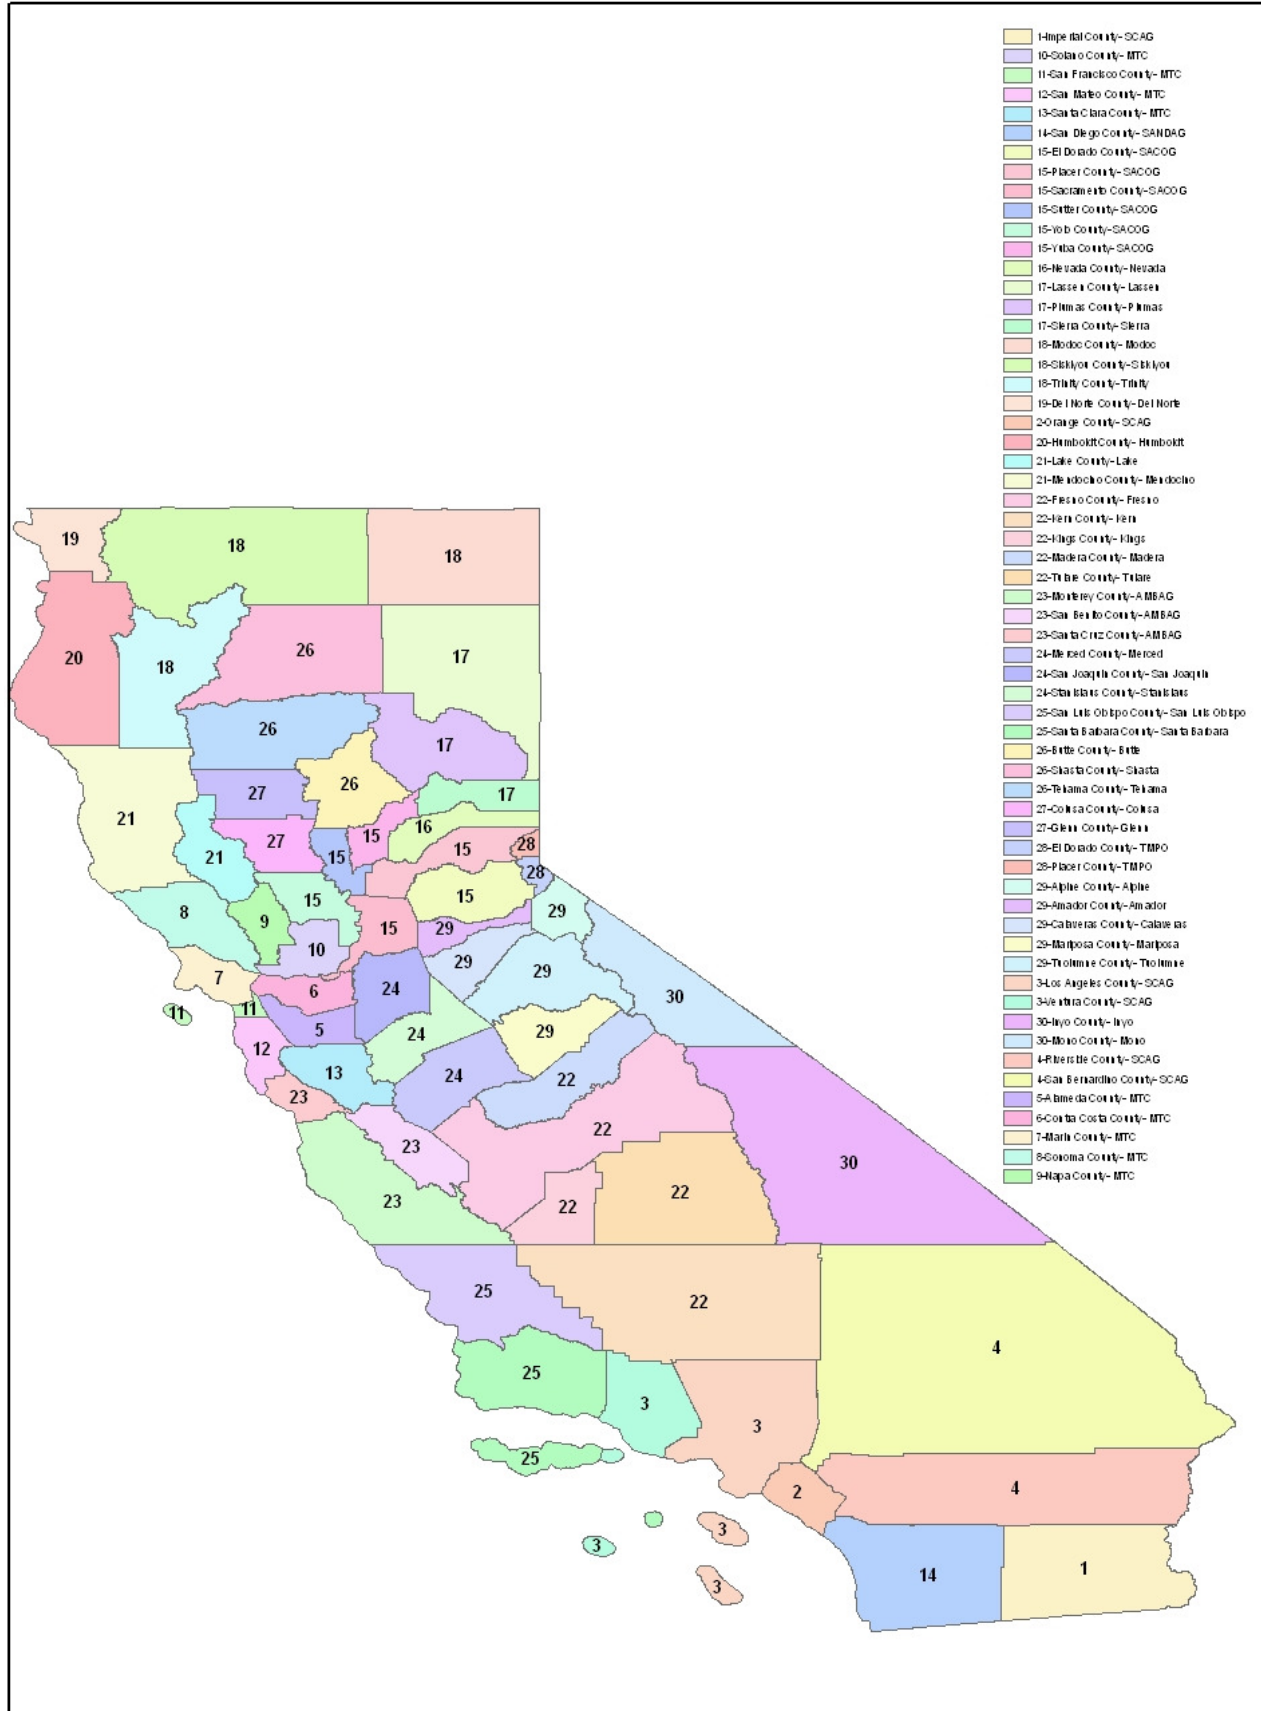 1-Imperial County- SCAG
10-Solano County- MTC
11-San Francisco County- MTC
12-San Mateo County- MTC
13-Santa Clara County- MTC
14-San Diego County- SANDAG
15-El Dorado County- SACOG
15-Placer County- SACOG
15-Sacramento County- SACOG
15-Sutter County- SACOG
15-Yolo County- SACOG
15-Yuba County- SACOG
16-Nevada County- Nevada
17-Lassen County- Lassen
17-Plumas County- Plumas
17-Sierra County- Sierra
18-Modoc County- Modoc
18-Siskiyou County- Siskiyou
18-Trinity County- Trinity
19-Del Norte County- Del Norte
2-Orange County- SCAG
20-Humboldt County- Humboldt
21-Lake County- Lake
21-Mendocino County- Mendocino
22-Fresno County- Fresno
22-Kern County- Kern
22-Kings County- Kings
22-Madera County- Madera
22-Tulare County- Tulare
23-Monterey County- AMBAG
23-San Benito County- AMBAG
23-Santa Cruz County- AMBAG
24-Merced County- Merced
24-San Joaquin County- San Joaquin
24-Stanislaus County- Stanislaus
25-San Luis Obispo County- San Luis Obispo
25-Santa Barbara County- Santa Barbara
26-Butte County- Butte
26-Shasta County- Shasta
26-Tehama County- Tehama
27-Colusa County- Colusa
27-Glenn County- Glenn
28-El Dorado County- TMPO
28-Placer County- TMPO
29-Alpine County- Alpine
29-Amador County- Amador
29-Calaveras County- Calaveras
29-Mariposa County- Mariposa
29-Tuolumne County- Tuolumne
3-Los Angeles County- SCAG
3-Ventura County- SCAG
30-Inyo County- Inyo
30-Mono County- Mono
4-Riverside County- SCAG
4-San Bernardino County- SCAG
5-Alameda County- MTC
6-Contra Costa County- MTC
7-Marin County- MTC
8-Sonoma County- MTC
9-Napa County- MTC
19
18
18
20
18
26
17
26
17
27
26
17
21
27
15
15
16
15
28
21
28
15
15
8
9
10
15
29
29
29
29
7
6
24
30
11
11
5
24
29
12
13
24
22
23
23
22
30
23
22
22
25
22
4
25
3
3
25
2
4
3
3
3
14
1